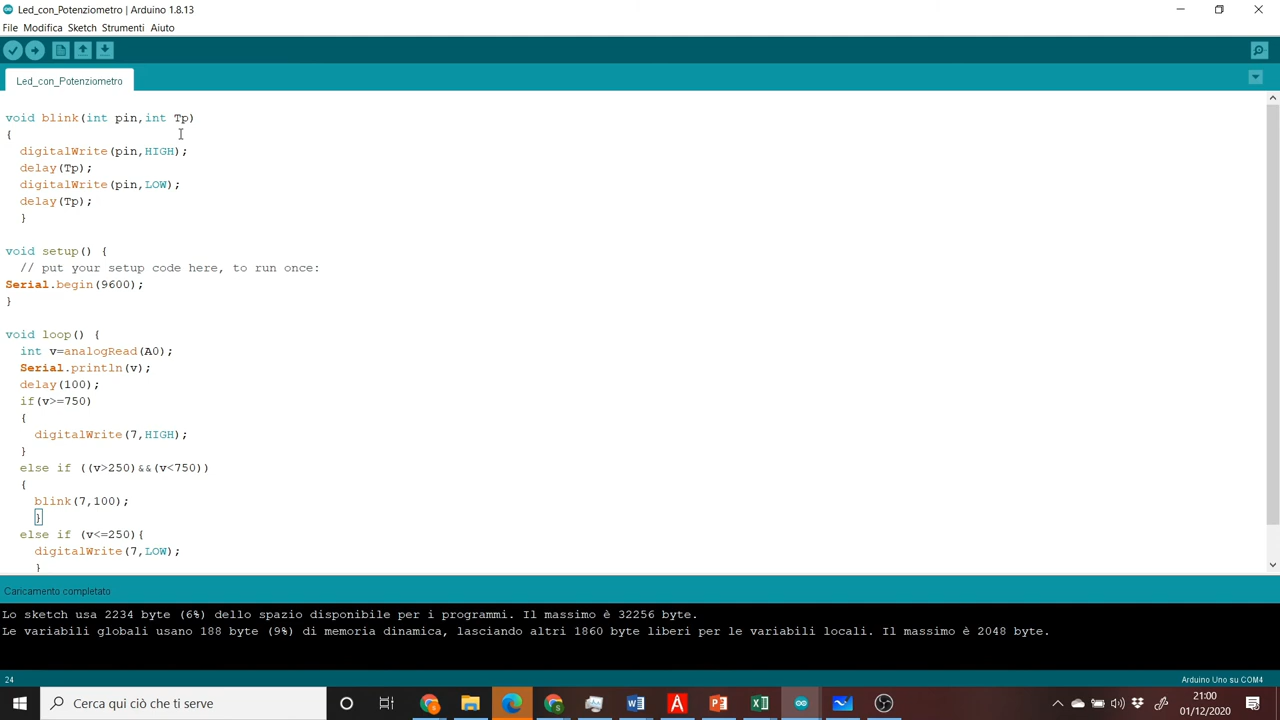 Led_con_Potenziometro | Arduino 1.8.13
File Modifica Sketch Strumenti Aiuto
Led_con_Potenziometro
void blink(int pin,int Tp)
{
  digitalWrite(pin,HIGH);
  delay(Tp);
  digitalWrite(pin,LOW);
  delay(Tp);
  }
void setup() {
  // put your setup code here, to run once:
Serial.begin(9600);
}
void loop() {
  int v=analogRead(A0);
  Serial.println(v);
  delay(100);
  if(v>=750)
  {
    digitalWrite(7,HIGH);
  }
  else if ((v>250)&&(v<750))
  {
    blink(7,100);
    }
  else if (v<=250){
    digitalWrite(7,LOW);
    }
Caricamento completato
Lo sketch usa 2234 byte (6%) dello spazio disponibile per i programmi. Il massimo è 32256 byte.
Le variabili globali usano 188 byte (9%) di memoria dinamica, lasciando altri 1860 byte liberi per le variabili locali. Il massimo è 2048 byte.
24 Arduino Uno su COM4
Cerca qui ciò che ti serve
21:00
01/12/2020